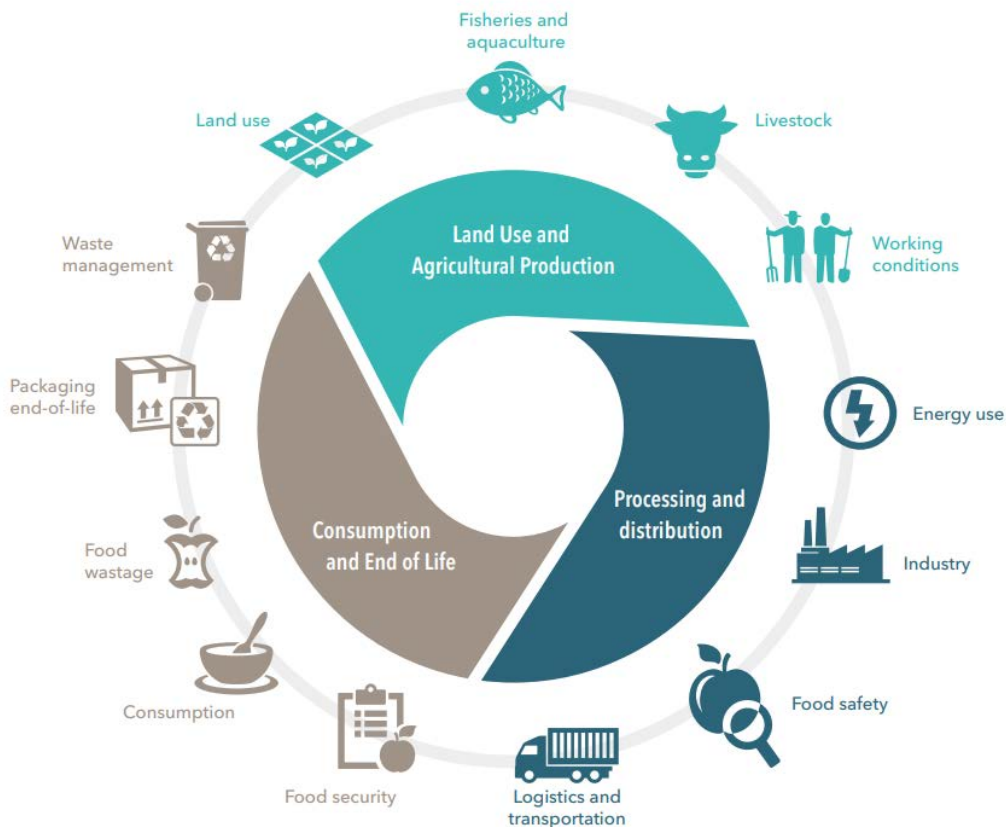 Fisheries and
aquaculture
Land use
Livestock
Waste
management
Land Use and
Agricultural Production
Working
conditions
Packaging
end-of-life
Energy use
Processing and
distribution
Consumption
and End of Life
Food
wastage
Industry
Consumption
Food safety
Food security
Logistics and
transportation